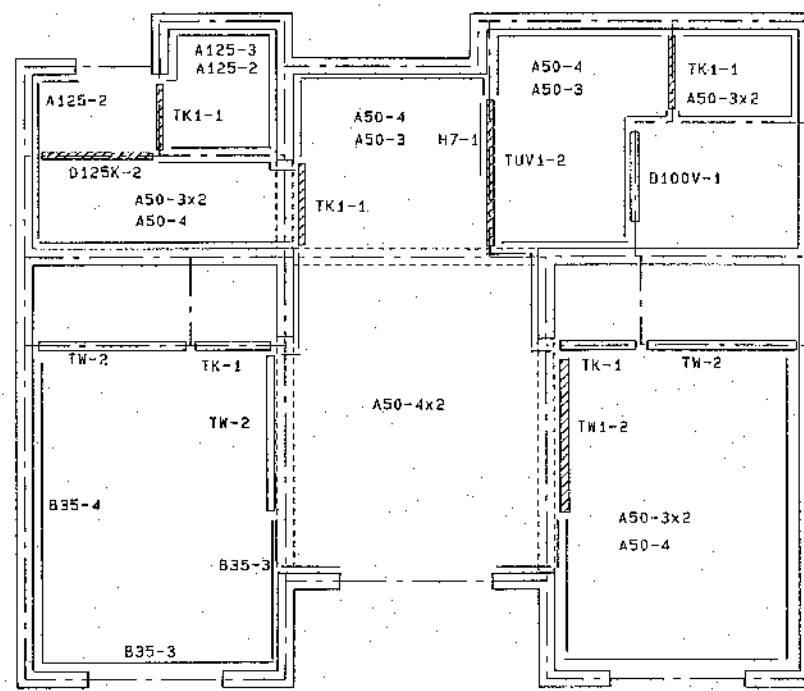 A125-3
A125-2
A125-2
TK1-1
D125K-2
A50-3x2
A50-4
A50-4
A50-3
H7-1
TK1-1
A50-4
A50-3
TUV1-2
TK1-1
A50-3x2
D100V-1
TW-2
TK-1
TW-2
B35-4
B35-3
B35-3
A50-4x2
TK-1
TW-2
TW1-2
A50-3x2
A50-4